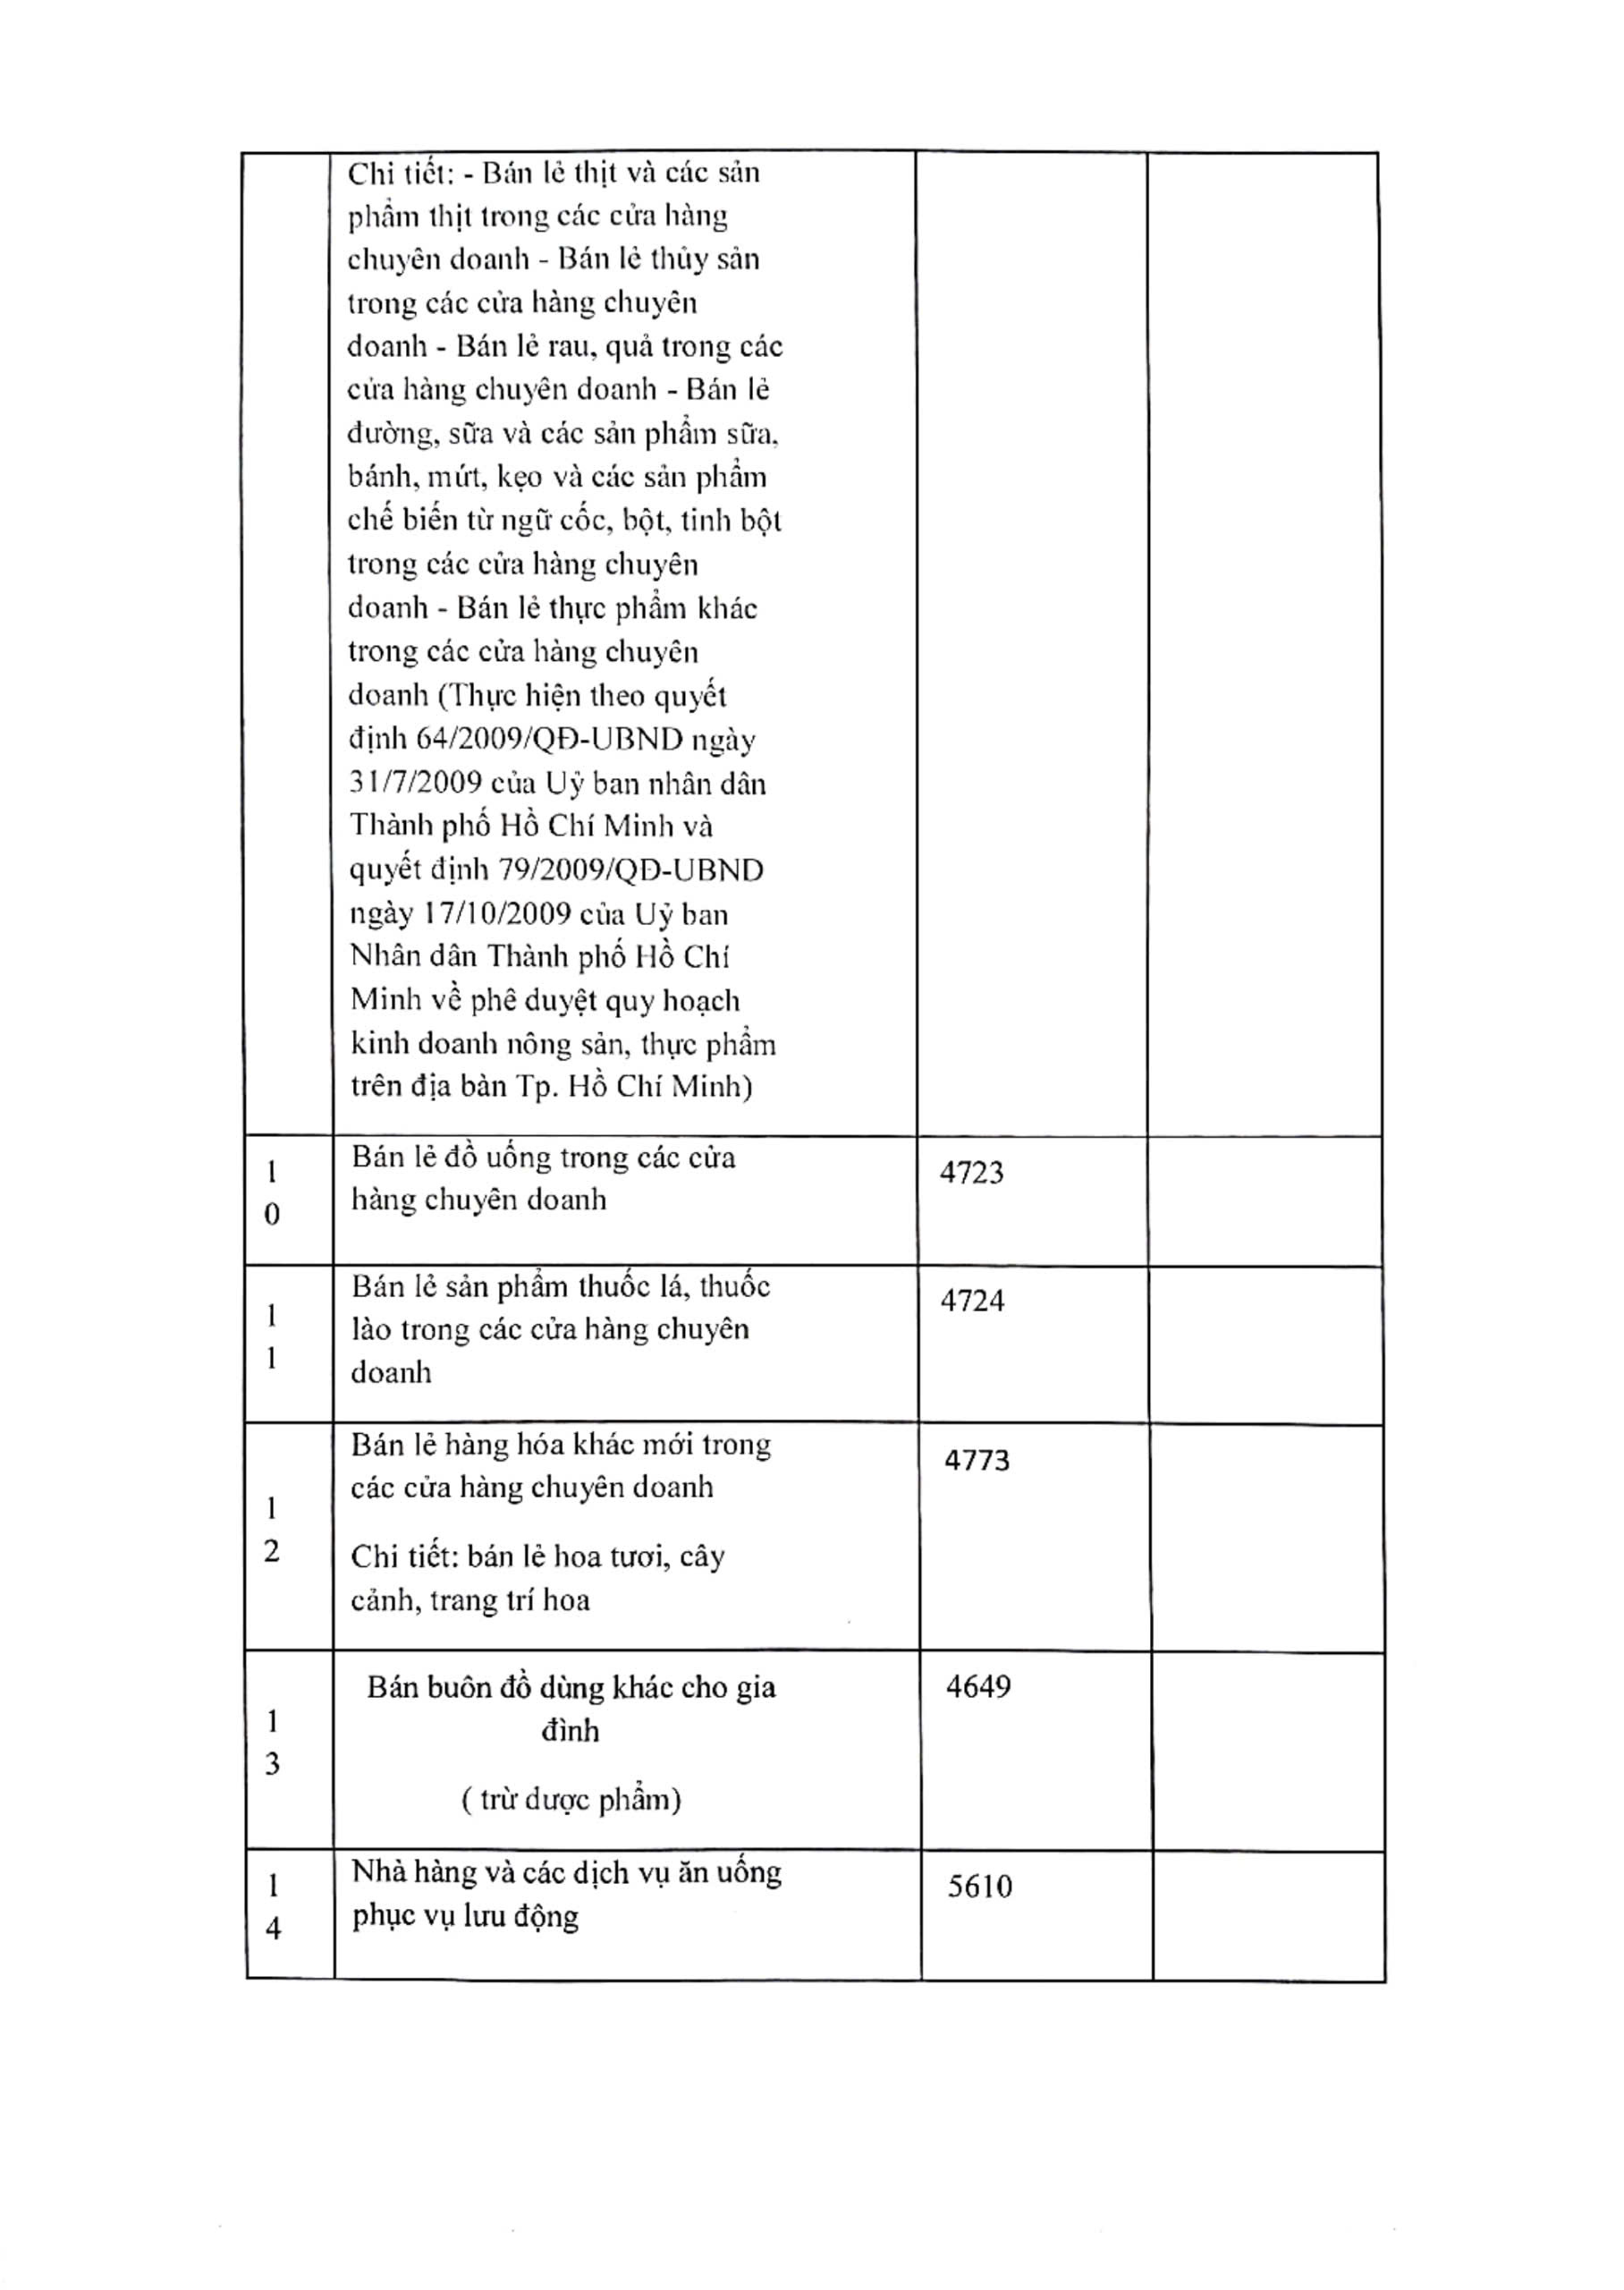 Chi tiết: - Bán lẻ thịt và các sản
phẩm thịt trong các cửa hàng
chuyên doanh - Bán lẻ thủy sản
trong các cửa hàng chuyên
doanh - Bán lẻ rau, quả trong các
cửa hàng chuyên doanh - Bán lẻ
đường, sữa và các sản phẩm sữa,
bánh, mứt, kẹo và các sản phẩm
chế biến từ ngữ cốc, bột, tinh bột
trong các cửa hàng chuyên
doanh - Bán lẻ thực phẩm khác
trong các cửa hàng chuyên
doanh (Thực hiện theo quyết
định 64/2009/QĐ-UBND ngày
31/7/2009 của Uỷ ban nhân dân
Thành phố Hồ Chí Minh và
quyết định 79/2009/QĐ-UBND
ngày 17/10/2009 của Uỷ ban
Nhân dân Thành phố Hồ Chí
Minh về phê duyệt quy hoạch
kinh doanh nông sản, thực phẩm
trên địa bàn Tp. Hồ Chí Minh)
1
0
Bán lẻ đồ uống trong các cửa
hàng chuyên doanh
4723
1
1
Bán lẻ sản phẩm thuốc lá, thuốc
lào trong các cửa hàng chuyên
doanh
4724
1
2
Bán lẻ hàng hóa khác mới trong
các cửa hàng chuyên doanh
Chi tiết: bán lẻ hoa tươi, cây
cảnh, trang trí hoa
4773
1
3
Bán buôn đồ dùng khác cho gia
đình
( trừ dược phẩm)
4649
1
4
Nhà hàng và các dịch vụ ăn uống
phục vụ lưu động
5610